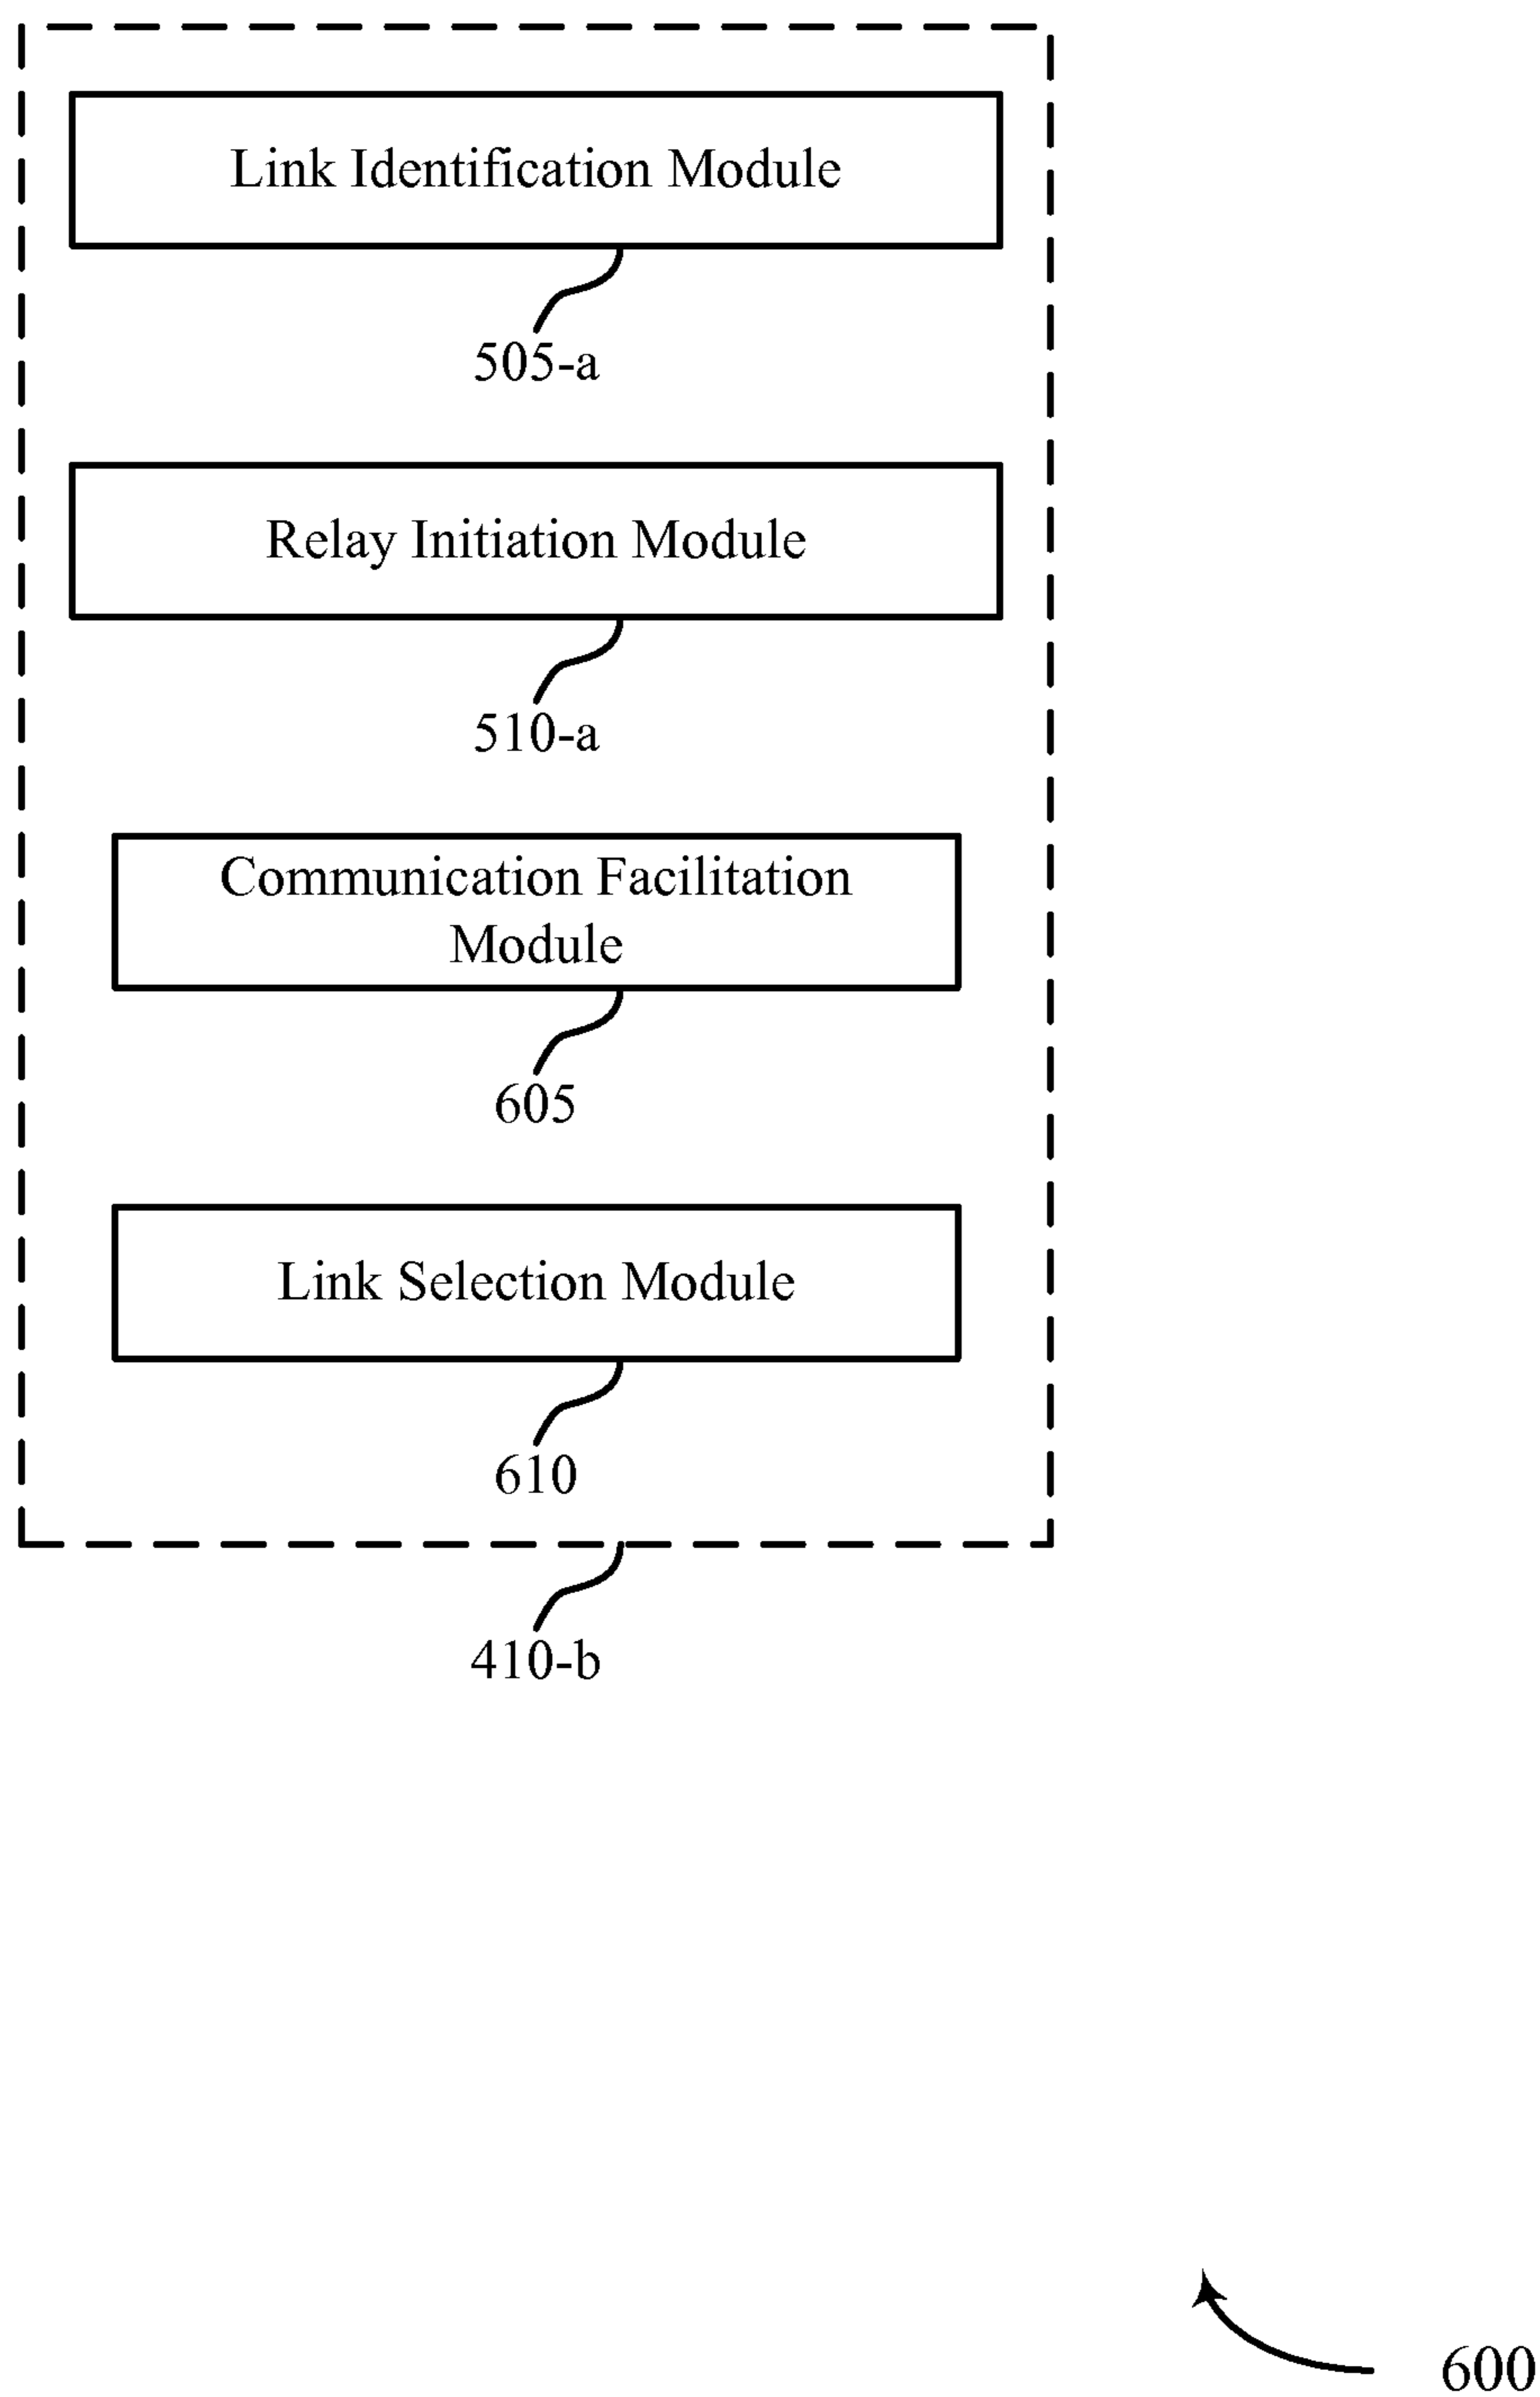 Link Identification Module
505-a
Relay Initiation Module
510-a
Communication Facilitation
Module
605
Link Selection Module
610
410-b
600